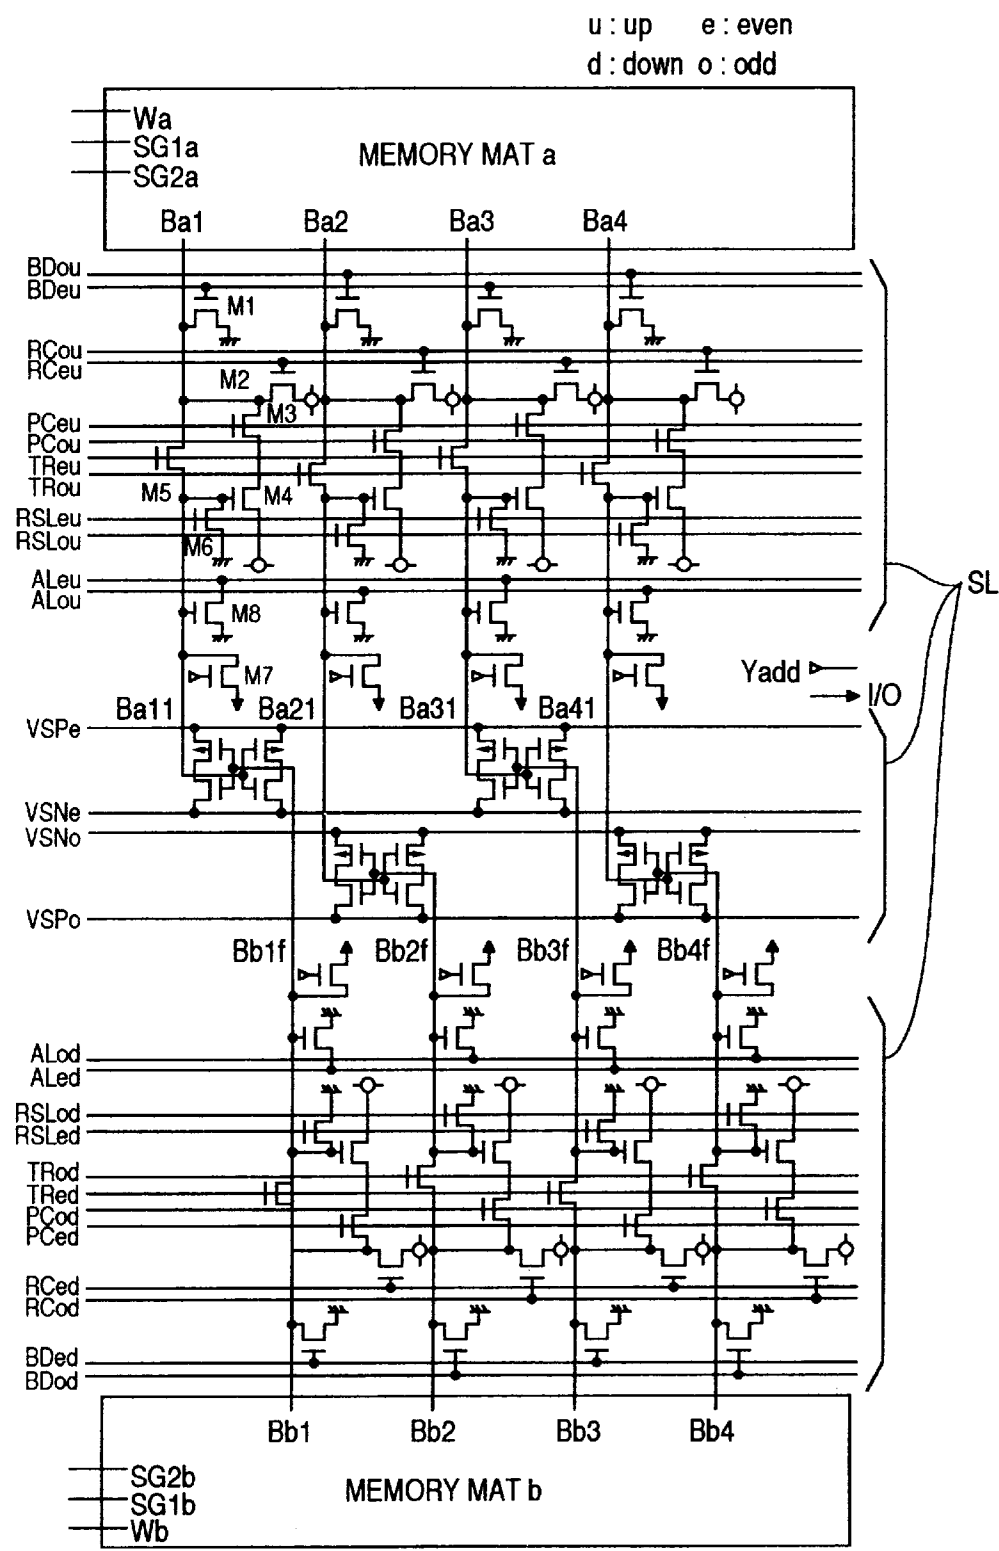 u : up e : even
d : down o : odd
Wa
SG1a
SG2a
MEMORY MAT a
Ba1 Ba2 Ba3 Ba4
BDou
BDeu
M1
RCou
RCeu
M2
M3
PCeu
PCou
TReu
TRou
M5 M4
RSLeu
RSLou
M6
ALeu
ALou
M8
SL
M7
Yadd
I/O
Ba11 Ba21 Ba31 Ba41
VSPe
VSNe
VSNo
VSPo
Bb1f Bb2f Bb3f Bb4f
ALod
ALed
RSLod
RSLed
TRod
TRed
PCod
PCed
RCed
RCod
BDed
BDod
Bb1 Bb2 Bb3 Bb4
SG2b
SG1b
Wb
MEMORY MAT b